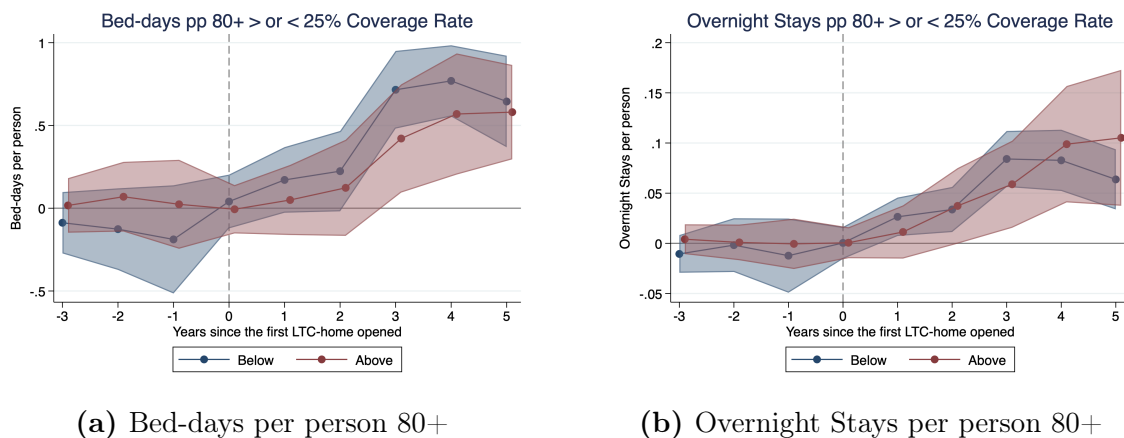 Bed-days pp 80+ > or < 25% Coverage Rate
Bed-days per person
1
.5
0
-.5
-3 -2 -1 0 1 2 3 4 5
Years since the first LTC-home opened
Below Above
(a) Bed-days per person 80+
Overnight Stays pp 80+ > or < 25% Coverage Rate
Overnight Stays per person
.2
.15
.1
.05
0
-.05
-3 -2 -1 0 1 2 3 4 5
Years since the first LTC-home opened
Below Above
(b) Overnight Stays per person 80+